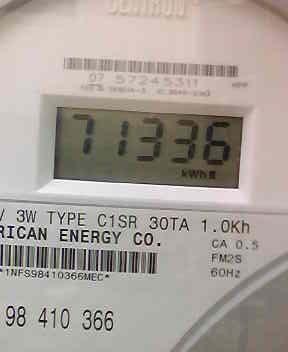 CENTRON
07 57245311
71336
kWh
V 3W TYPE C1SR 30TA 1.0Kh
RICAN ENERGY CO.
CA 0.5
FM2S
60Hz
*1NFS98410366MEC*
98 410 366